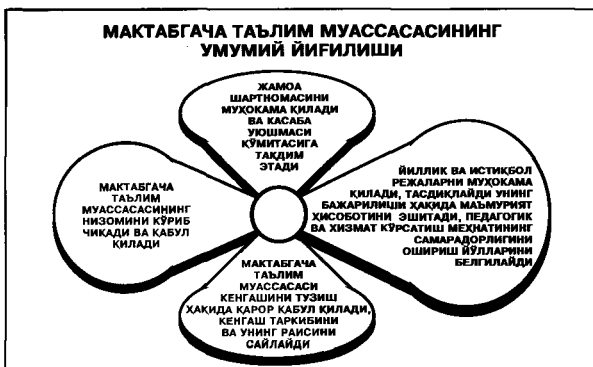 МАКТАБГАЧА ТАЪЛИМ МУАССАСАСИНИНГ
УМУМИЙ ЙИҒИЛИШИ
ЖАМОА
ШАРТНОМАСИНИ
МУҲОКАМА ҚИЛАДИ
ВА КАСАБА
УЮШМАСИ
ҚЎМИТАСИГА
ТАҚДИМ
ЭТАДИ
МАКТАБГАЧА
ТАЪЛИМ
МУАССАСАСИНИНГ
НИЗОМИНИ КЎРИБ
ЧИҚАДИ ВА ҚАБУЛ
ҚИЛАДИ
ЙИЛЛИК ВА ИСТИҚБОЛ
РЕЖАЛАРНИ МУҲОКАМА
ҚИЛАДИ, ТАСДИҚЛАЙДИ УНИНГ
БАЖАРИЛИШИ ҲАҚИДА МАЪМУРИЯТ
ҲИСОБОТИНИ ЭШИТАДИ, ПЕДАГОГИК
ВА ХИЗМАТ КЎРСАТИШ МЕҲНАТИНИНГ
САМАРАДОРЛИГИНИ
ОШИРИШ ЙЎЛЛАРИНИ
БЕЛГИЛАЙДИ
МАКТАБГАЧА
ТАЪЛИМ
МУАССАСАСИ
КЕНГАШИНИ ТУЗИШ
ҲАҚИДА ҚАРОР ҚАБУЛ ҚИЛАДИ,
КЕНГАШ ТАРКИБИНИ
ВА УНИНГ РАИСИНИ
САЙЛАЙДИ